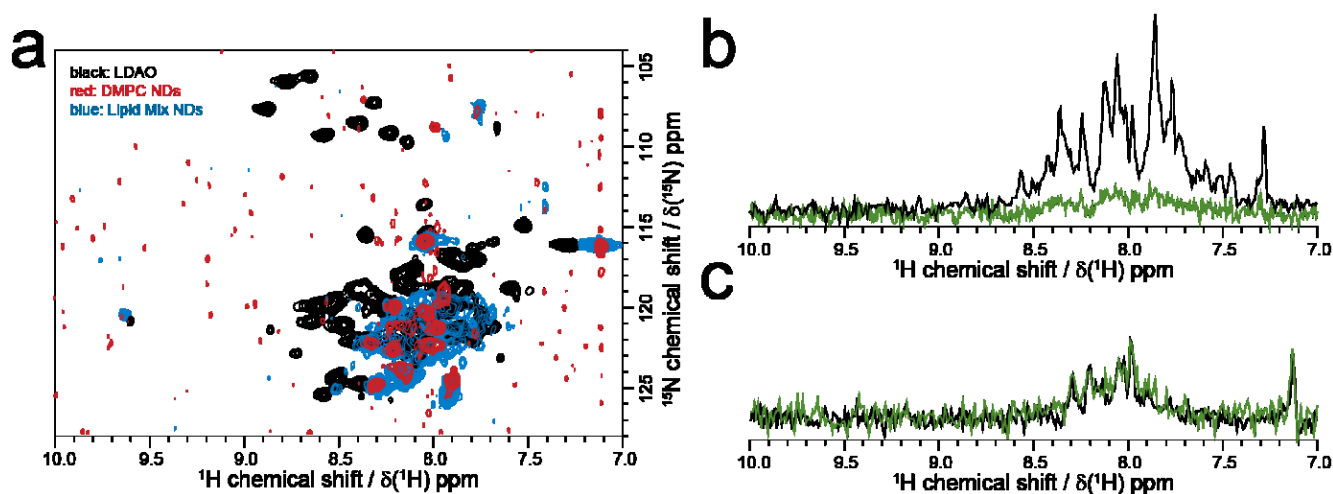 a
black: LDAO
red: DMPC NDs
blue: Lipid Mix NDs
105
110
115
120
125
¹⁵N chemical shift / δ(¹⁵N) ppm
10.0 9.5 9.0 8.5 8.0 7.5 7.0
¹H chemical shift / δ(¹H) ppm
b
10.0 9.5 9.0 8.5 8.0 7.5 7.0
¹H chemical shift / δ(¹H) ppm
c
10.0 9.5 9.0 8.5 8.0 7.5 7.0
¹H chemical shift / δ(¹H) ppm